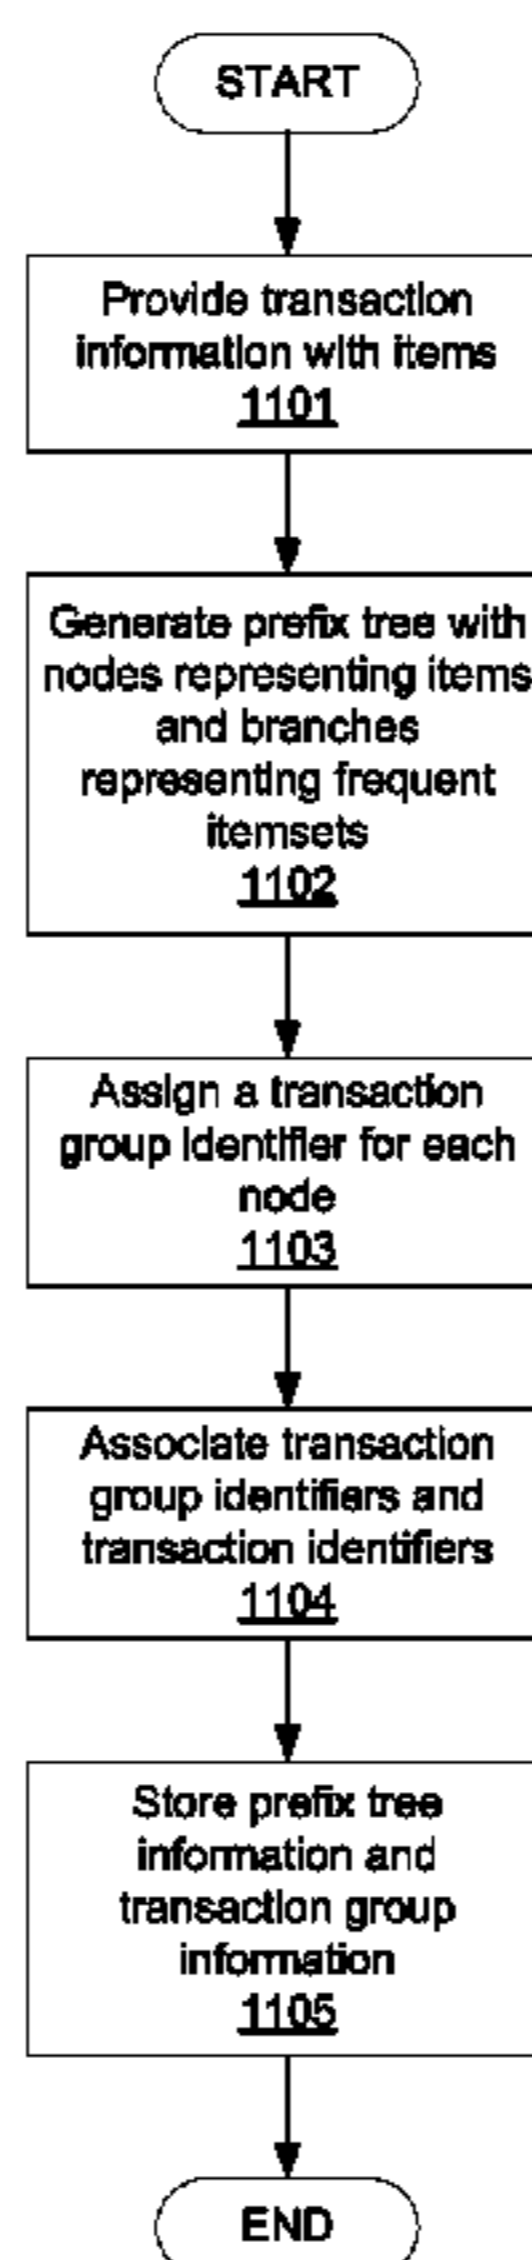 START
Provide transaction
information with items
1101
Generate prefix tree with
nodes representing items
and branches
representing frequent
itemsets
1102
Assign a transaction
group identifier for each
node
1103
Associate transaction
group identifiers and
transaction identifiers
1104
Store prefix tree
information and
transaction group
information
1105
END